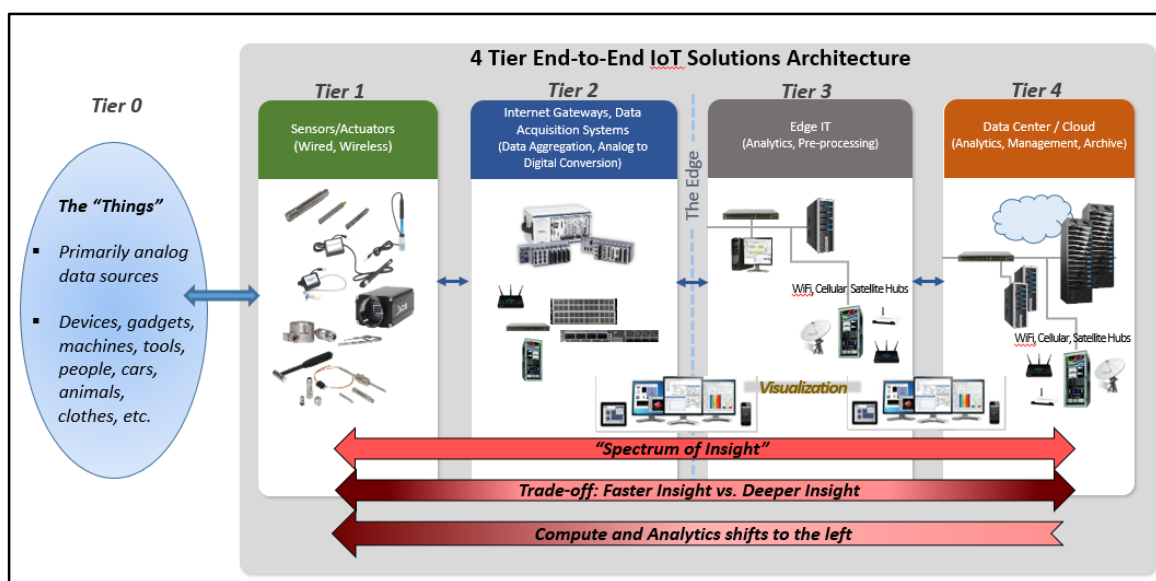 4 Tier End-to-End IoT Solutions Architecture
Tier 0
Tier 1
Tier 2
Tier 3
Tier 4
Sensors/Actuators
(Wired, Wireless)
Internet Gateways, Data
Acquisition Systems
(Data Aggregation, Analog to
Digital Conversion)
The Edge
Edge IT
(Analytics, Pre-processing)
Data Center / Cloud
(Analytics, Management, Archive)
The “Things”
▪ Primarily analog
data sources
▪ Devices, gadgets,
machines, tools,
people, cars,
animals,
clothes, etc.
WiFi, Cellular, Satellite Hubs
WiFi, Cellular, Satellite Hubs
Visualization
“Spectrum of Insight”
Trade-off: Faster Insight vs. Deeper Insight
Compute and Analytics shifts to the left